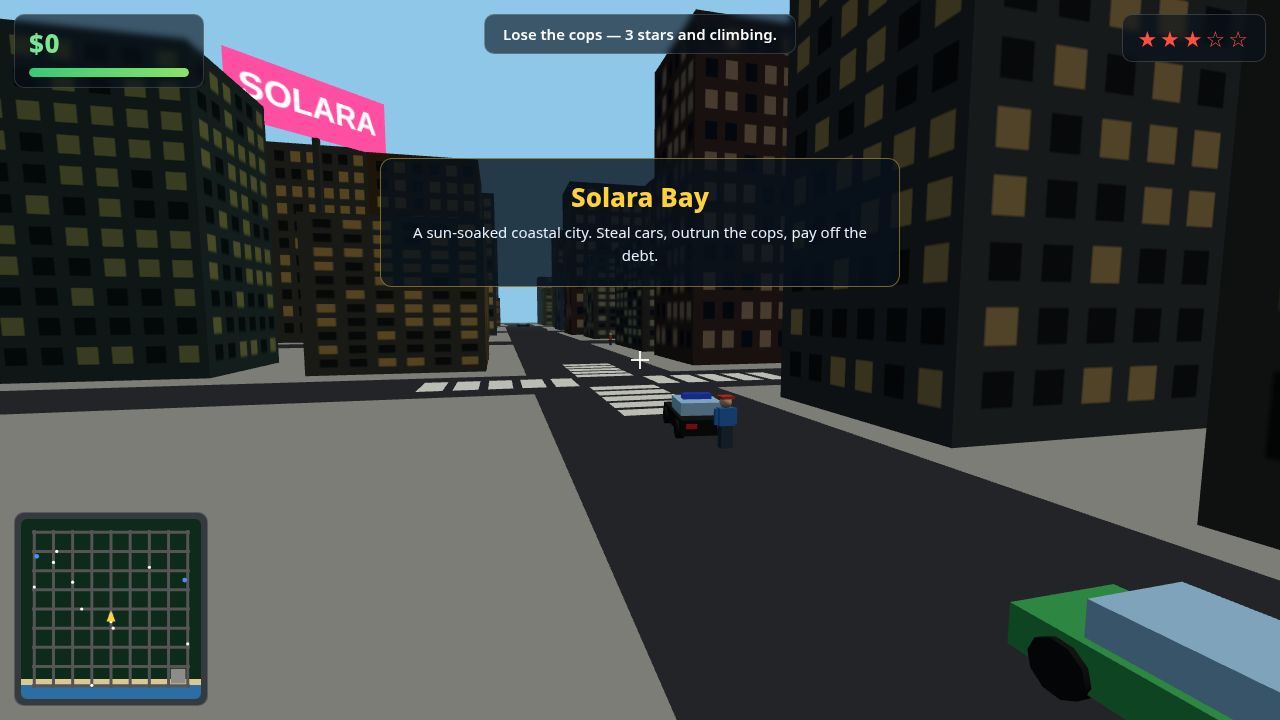 $0
Lose the cops — 3 stars and climbing.
★★★☆☆
SOLARA
Solara Bay
A sun-soaked coastal city. Steal cars, outrun the cops, pay off the
debt.